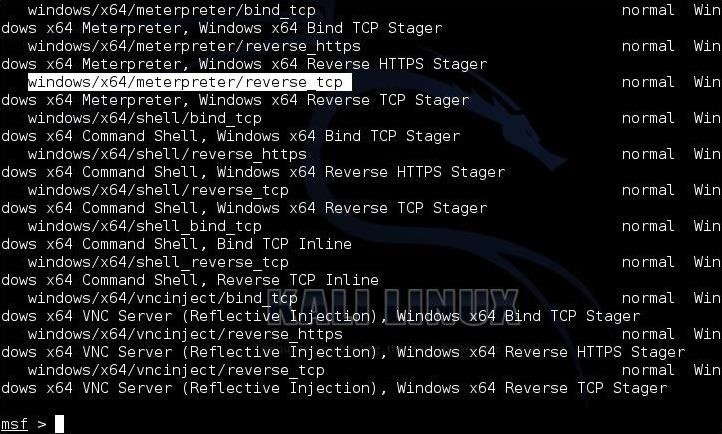 windows/x64/meterpreter/bind_tcp normal Win
dows x64 Meterpreter, Windows x64 Bind TCP Stager
windows/x64/meterpreter/reverse_https normal Win
dows x64 Meterpreter, Windows x64 Reverse HTTPS Stager
windows/x64/meterpreter/reverse_tcp normal Win
dows x64 Meterpreter, Windows x64 Reverse TCP Stager
windows/x64/shell/bind_tcp normal Win
dows x64 Command Shell, Windows x64 Bind TCP Stager
windows/x64/shell/reverse_https normal Win
dows x64 Command Shell, Windows x64 Reverse HTTPS Stager
windows/x64/shell/reverse_tcp normal Win
dows x64 Command Shell, Windows x64 Reverse TCP Stager
windows/x64/shell_bind_tcp normal Win
dows x64 Command Shell, Bind TCP Inline
windows/x64/shell_reverse_tcp normal Win
dows x64 Command Shell, Reverse TCP Inline
windows/x64/vncinject/bind_tcp normal Win
dows x64 VNC Server (Reflective Injection), Windows x64 Bind TCP Stager
windows/x64/vncinject/reverse_https normal Win
dows x64 VNC Server (Reflective Injection), Windows x64 Reverse HTTPS Stager
windows/x64/vncinject/reverse_tcp normal Win
dows x64 VNC Server (Reflective Injection), Windows x64 Reverse TCP Stager
msf >
KALI LINUX